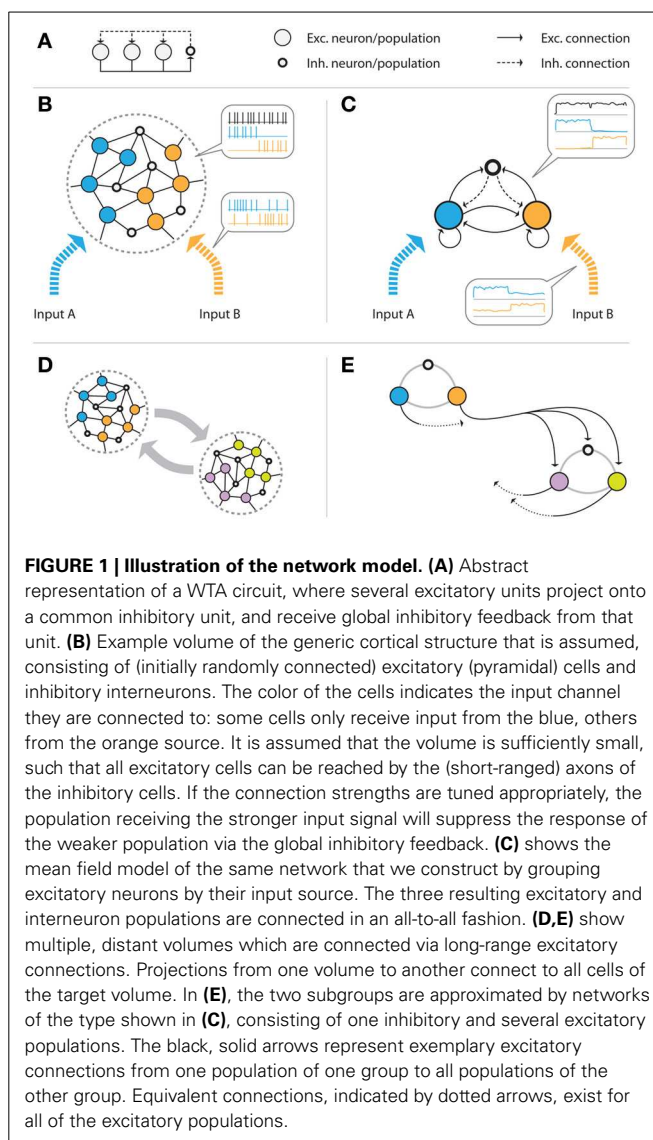 A
Exc. neuron/population
Exc. connection
Inh. neuron/population
Inh. connection
B
C
Input A
Input B
Input A
Input B
D
E
FIGURE 1 | Illustration of the network model. (A) Abstract
representation of a WTA circuit, where several excitatory units project onto
a common inhibitory unit, and receive global inhibitory feedback from that
unit. (B) Example volume of the generic cortical structure that is assumed,
consisting of (initially randomly connected) excitatory (pyramidal) cells and
inhibitory interneurons. The color of the cells indicates the input channel
they are connected to: some cells only receive input from the blue, others
from the orange source. It is assumed that the volume is sufficiently small,
such that all excitatory cells can be reached by the (short-ranged) axons of
the inhibitory cells. If the connection strengths are tuned appropriately, the
population receiving the stronger input signal will suppress the response of
the weaker population via the global inhibitory feedback. (C) shows the
mean field model of the same network that we construct by grouping
excitatory neurons by their input source. The three resulting excitatory and
interneuron populations are connected in an all-to-all fashion. (D,E) show
multiple, distant volumes which are connected via long-range excitatory
connections. Projections from one volume to another connect to all cells of
the target volume. In (E), the two subgroups are approximated by networks
of the type shown in (C), consisting of one inhibitory and several excitatory
populations. The black, solid arrows represent exemplary excitatory
connections from one population of one group to all populations of the
other group. Equivalent connections, indicated by dotted arrows, exist for
all of the excitatory populations.